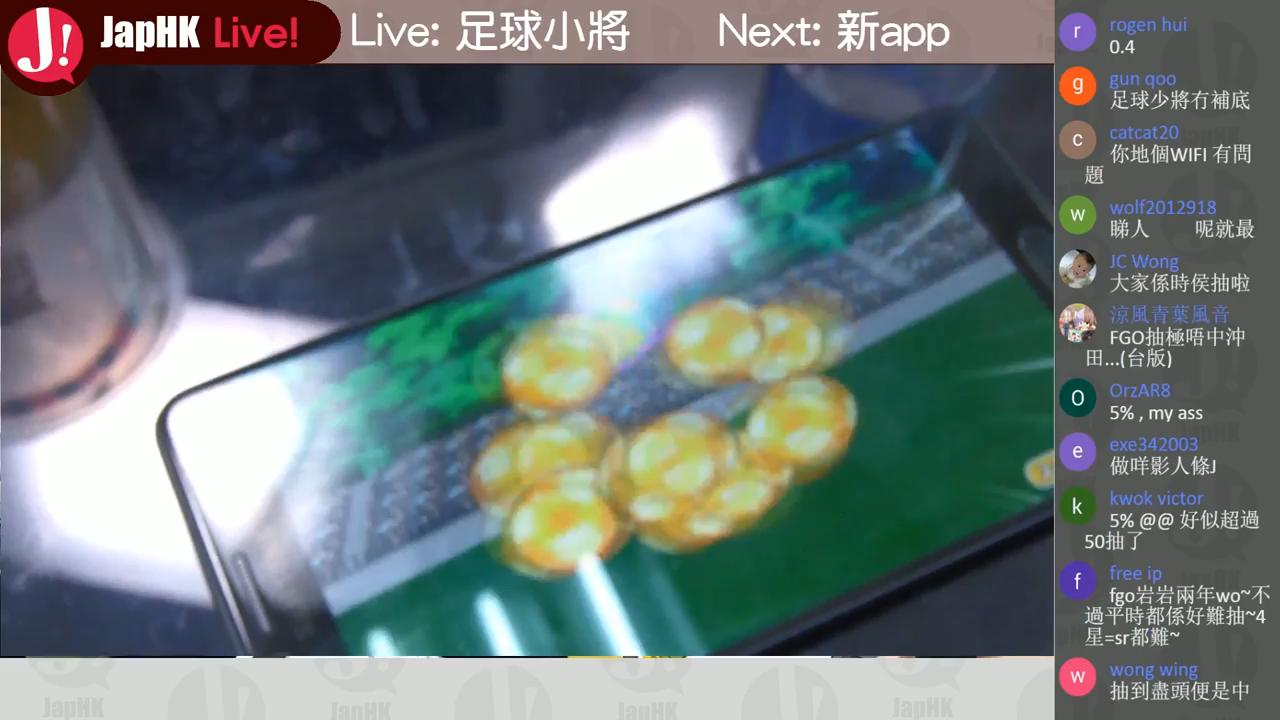 J!
JapHK Live!
Live: 足球小將
Next: 新app
r
rogen hui
0.4
g
gun qoo
足球少將冇補底
c
catcat20
你地個WIFI 有問
題
w
wolf2012918
睇人 呢就最
JC Wong
大家係時侯抽啦
涼風青葉風音
FGO抽極唔中沖
田...(台版)
O
OrzAR8
5% , my ass
e
exe342003
做咩影人條J
k
kwok victor
5% @@ 好似超過
50抽了
f
free ip
fgo岩岩兩年wo~不
過平時都係好難抽~4
星=sr都難~
w
wong wing
抽到盡頭便是中
JapHK
JapHK
JapHK
JapHK